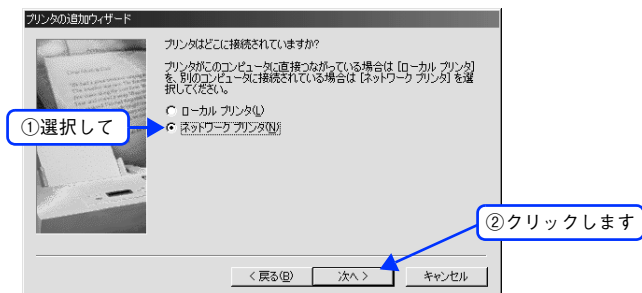 プリンタの追加ウィザード
プリンタはどこに接続されていますか?
プリンタがこのコンピュータに直接つながっている場合は [ローカル プリンタ]
を、別のコンピュータに接続されている場合は [ネットワーク プリンタ] を選
択してください。
ローカル プリンタ(L)
①選択して
ネットワーク プリンタ(N)
②クリックします
< 戻る(B)
次へ >
キャンセル